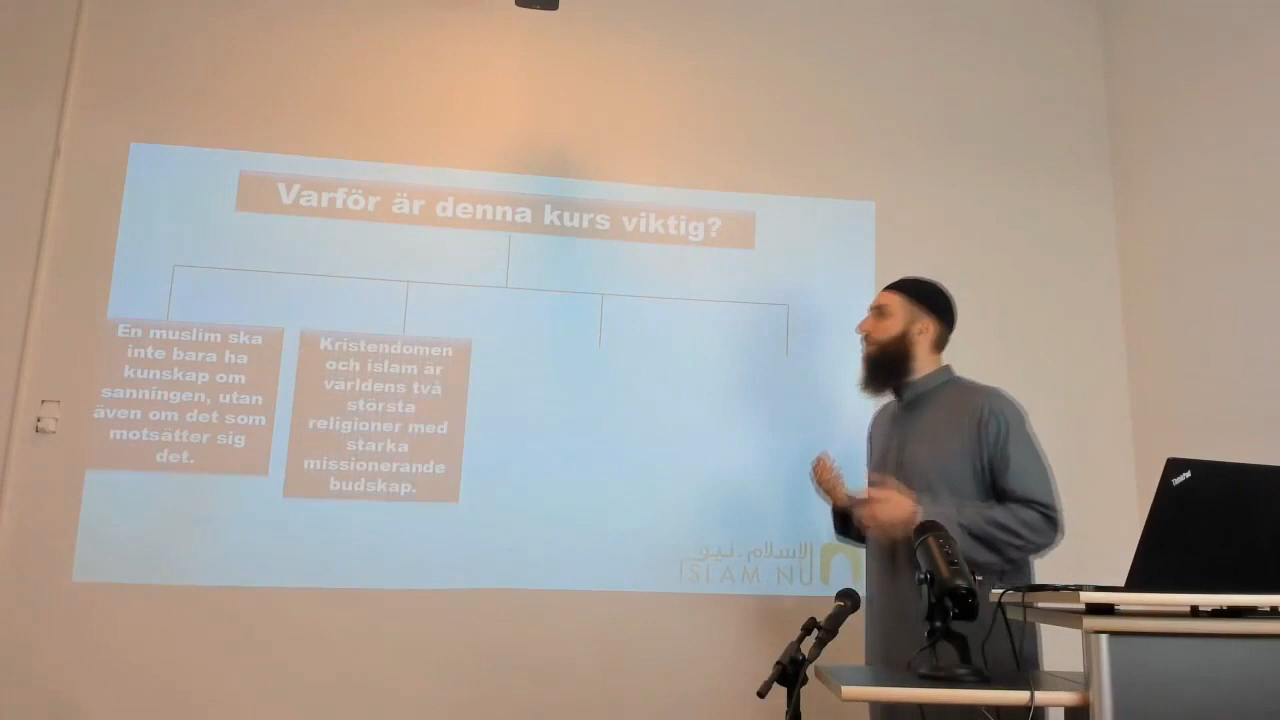 Varför är denna kurs viktig?
En muslim ska
inte bara ha
kunskap om
sanningen, utan
även om det som
motsätter sig
det.
Kristendomen
och islam är
världens två
största
religioner med
starka
missionerande
budskap.
الإسلام.نيو
ISLAM.NU
ThinkPad